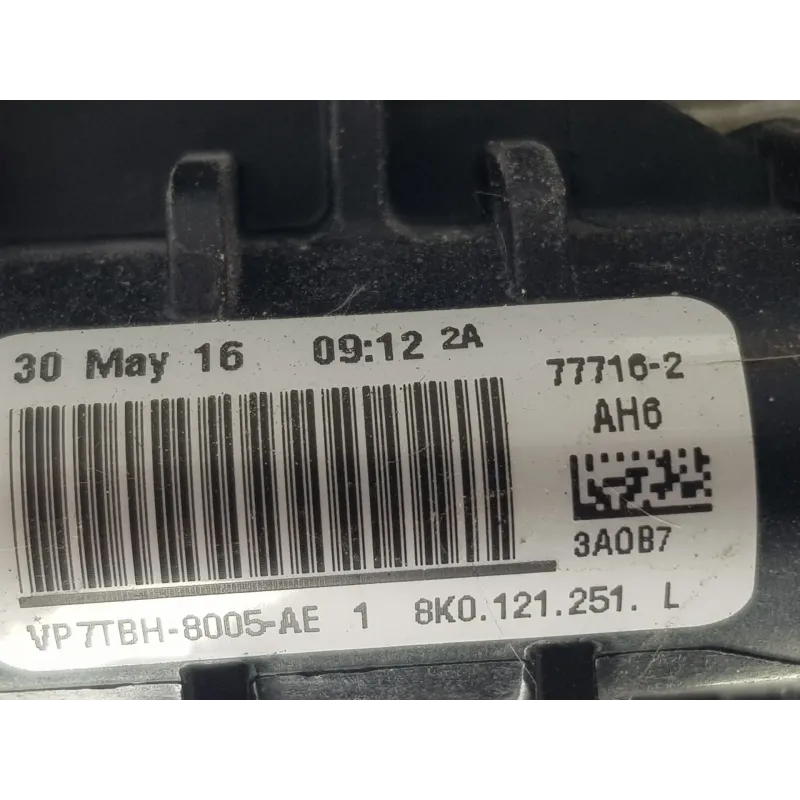 30 May 16 09:12 2A
77716-2
AH6
3A0B7
VP7TBH-8005-AE 1 8K0.121.251. L